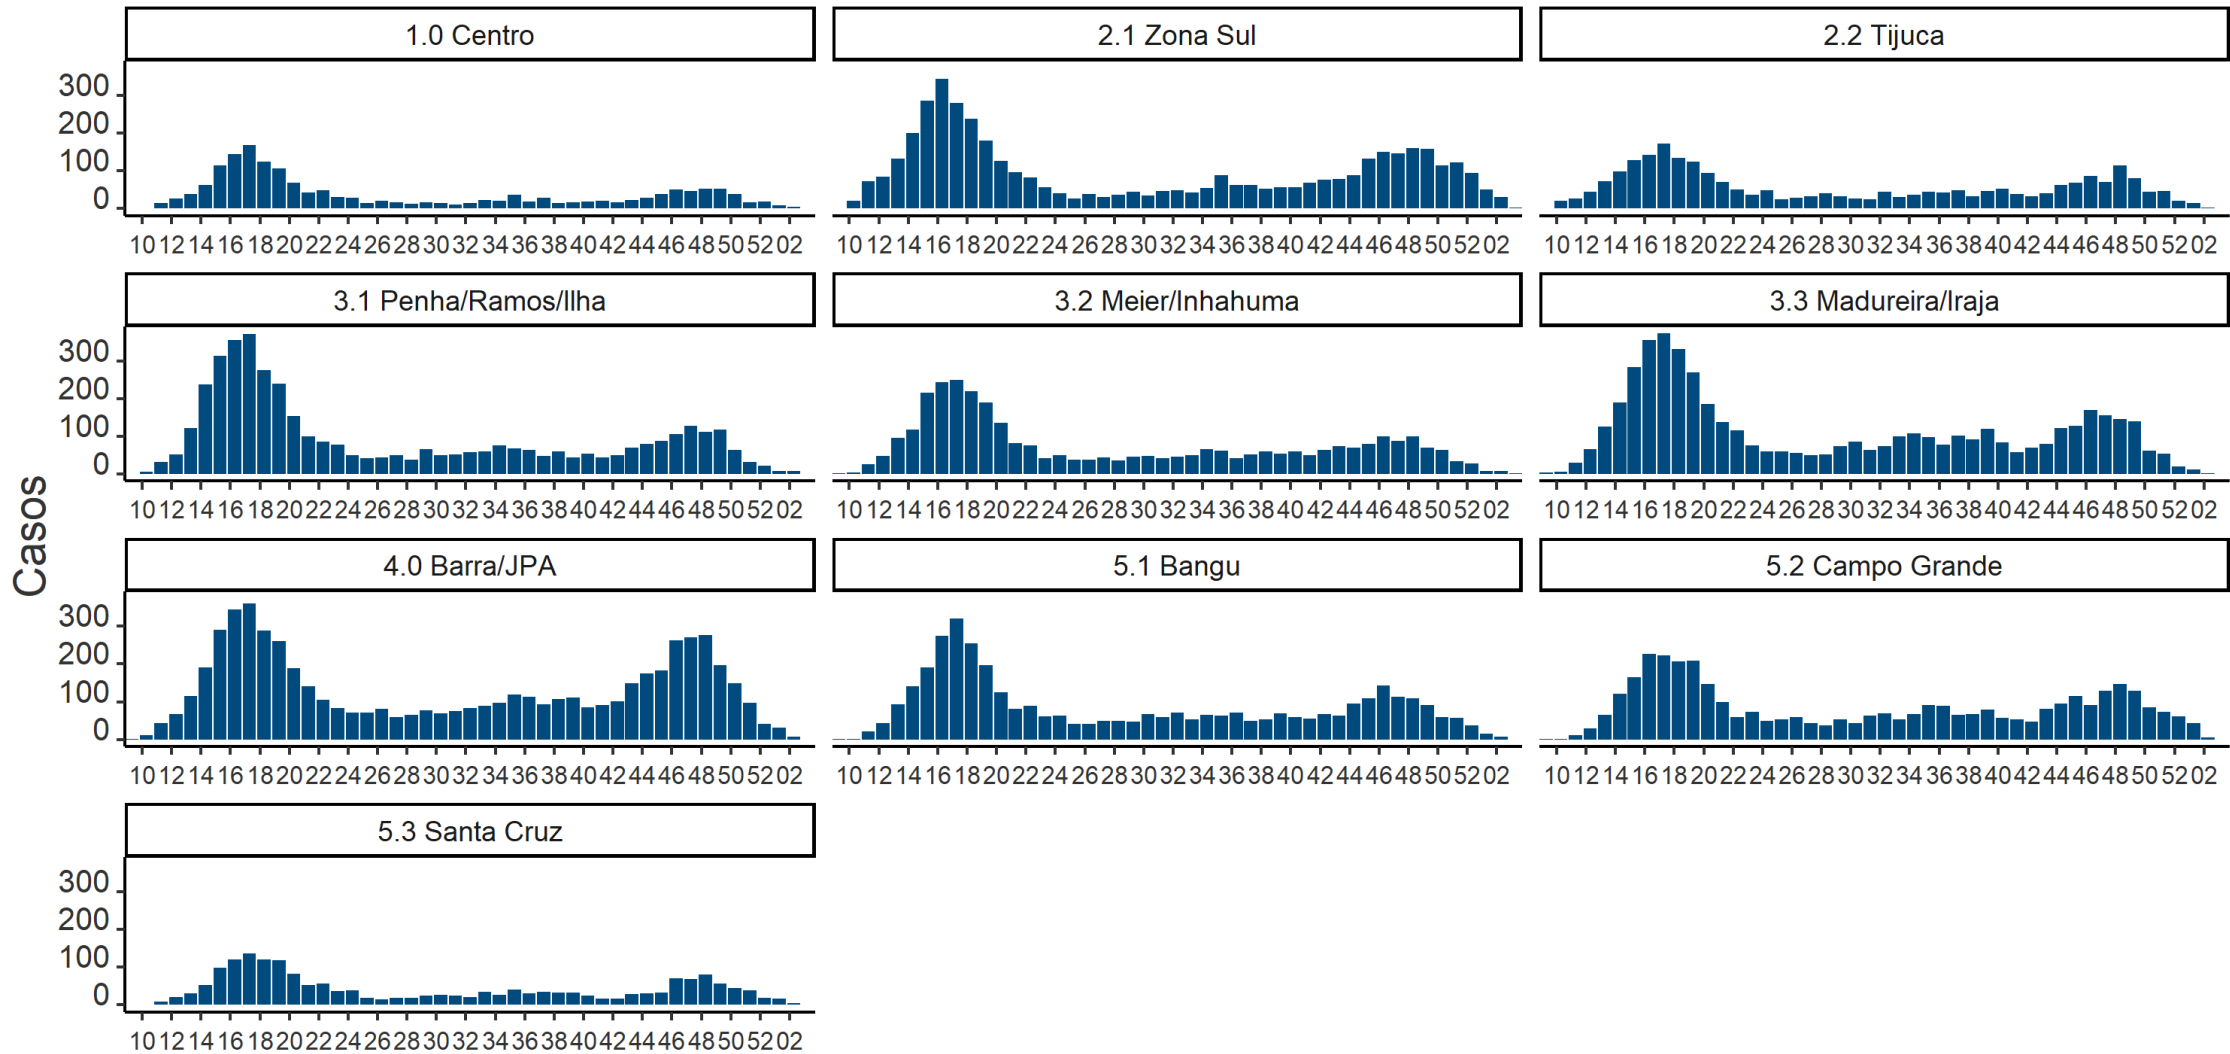 Casos
1.0 Centro
300
200
100
0
10 12 14 16 18 20 22 24 26 28 30 32 34 36 38 40 42 44 46 48 50 52 02
2.1 Zona Sul
10 12 14 16 18 20 22 24 26 28 30 32 34 36 38 40 42 44 46 48 50 52 02
2.2 Tijuca
10 12 14 16 18 20 22 24 26 28 30 32 34 36 38 40 42 44 46 48 50 52 02
3.1 Penha/Ramos/Ilha
300
200
100
0
10 12 14 16 18 20 22 24 26 28 30 32 34 36 38 40 42 44 46 48 50 52 02
3.2 Meier/Inhahuma
10 12 14 16 18 20 22 24 26 28 30 32 34 36 38 40 42 44 46 48 50 52 02
3.3 Madureira/Iraja
10 12 14 16 18 20 22 24 26 28 30 32 34 36 38 40 42 44 46 48 50 52 02
4.0 Barra/JPA
300
200
100
0
10 12 14 16 18 20 22 24 26 28 30 32 34 36 38 40 42 44 46 48 50 52 02
5.1 Bangu
10 12 14 16 18 20 22 24 26 28 30 32 34 36 38 40 42 44 46 48 50 52 02
5.2 Campo Grande
10 12 14 16 18 20 22 24 26 28 30 32 34 36 38 40 42 44 46 48 50 52 02
5.3 Santa Cruz
300
200
100
0
10 12 14 16 18 20 22 24 26 28 30 32 34 36 38 40 42 44 46 48 50 52 02